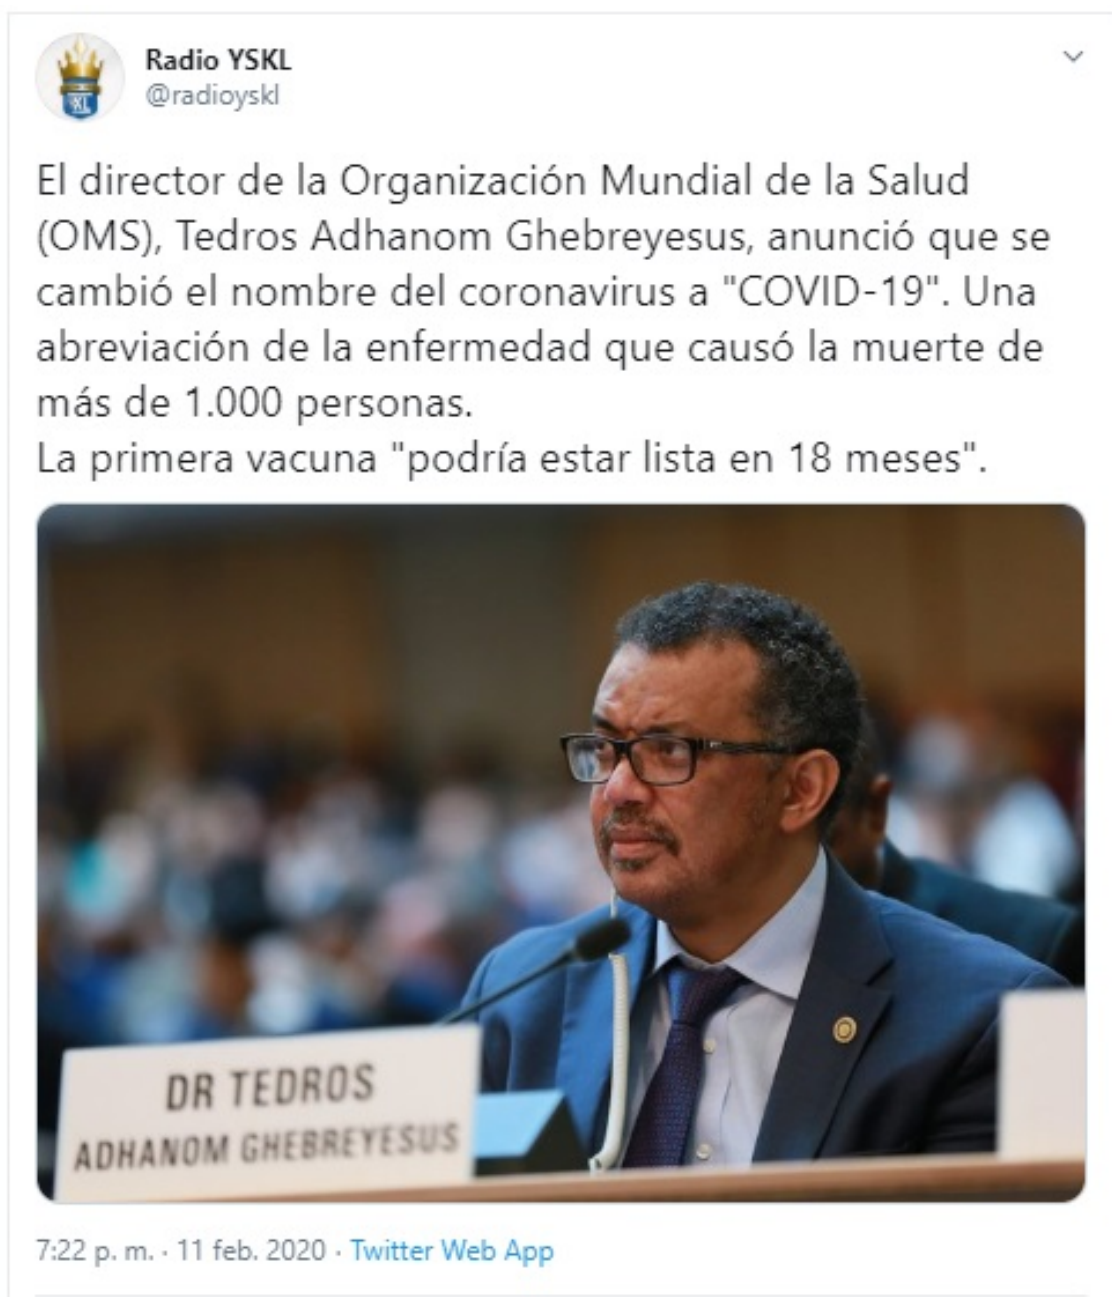 Radio YSKL
@radioyskl
El director de la Organización Mundial de la Salud
(OMS), Tedros Adhanom Ghebreyesus, anunció que se
cambió el nombre del coronavirus a "COVID-19". Una
abreviación de la enfermedad que causó la muerte de
más de 1.000 personas.
La primera vacuna "podría estar lista en 18 meses".
DR TEDROS
ADHANOM GHEBREYESUS
7:22 p. m. · 11 feb. 2020 · Twitter Web App